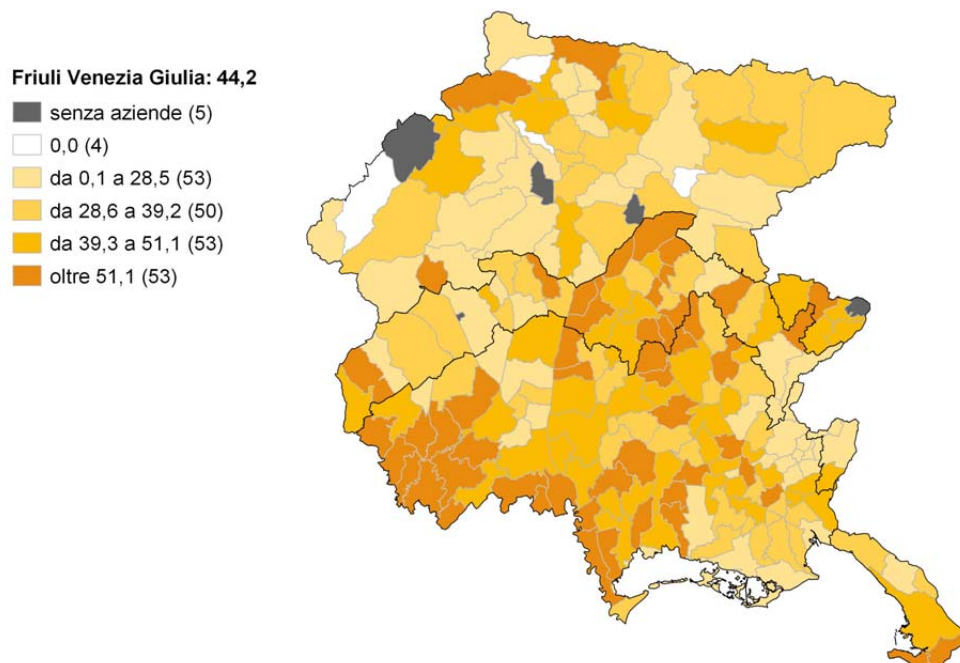 Friuli Venezia Giulia: 44,2
senza aziende (5)
0,0 (4)
da 0,1 a 28,5 (53)
da 28,6 a 39,2 (50)
da 39,3 a 51,1 (53)
oltre 51,1 (53)